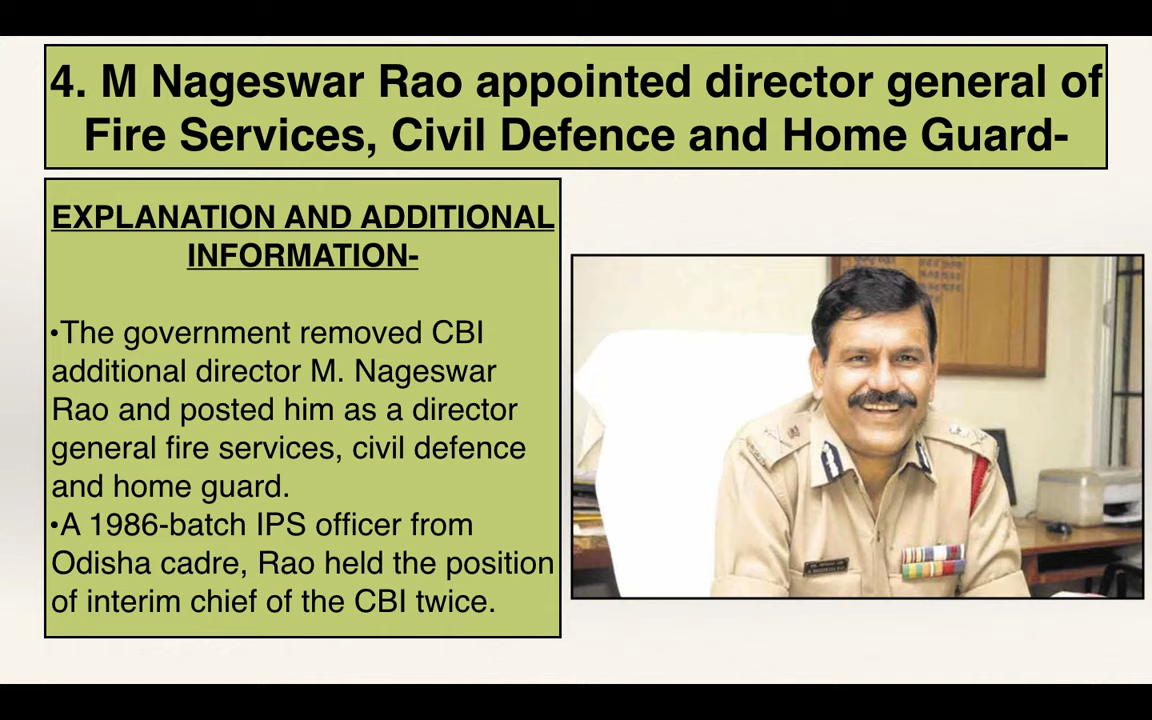 4. M Nageswar Rao appointed director general of
Fire Services, Civil Defence and Home Guard-
EXPLANATION AND ADDITIONAL
INFORMATION-
•The government removed CBI
additional director M. Nageswar
Rao and posted him as a director
general fire services, civil defence
and home guard.
•A 1986-batch IPS officer from
Odisha cadre, Rao held the position
of interim chief of the CBI twice.